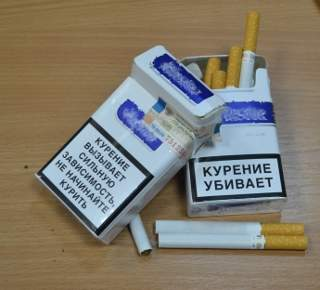 КУРЕНИЕ
ВЫЗЫВАЕТ
СИЛЬНУЮ
ЗАВИСИМОСТЬ,
НЕ НАЧИНАЙТЕ
КУРИТЬ
КУРЕНИЕ
УБИВАЕТ